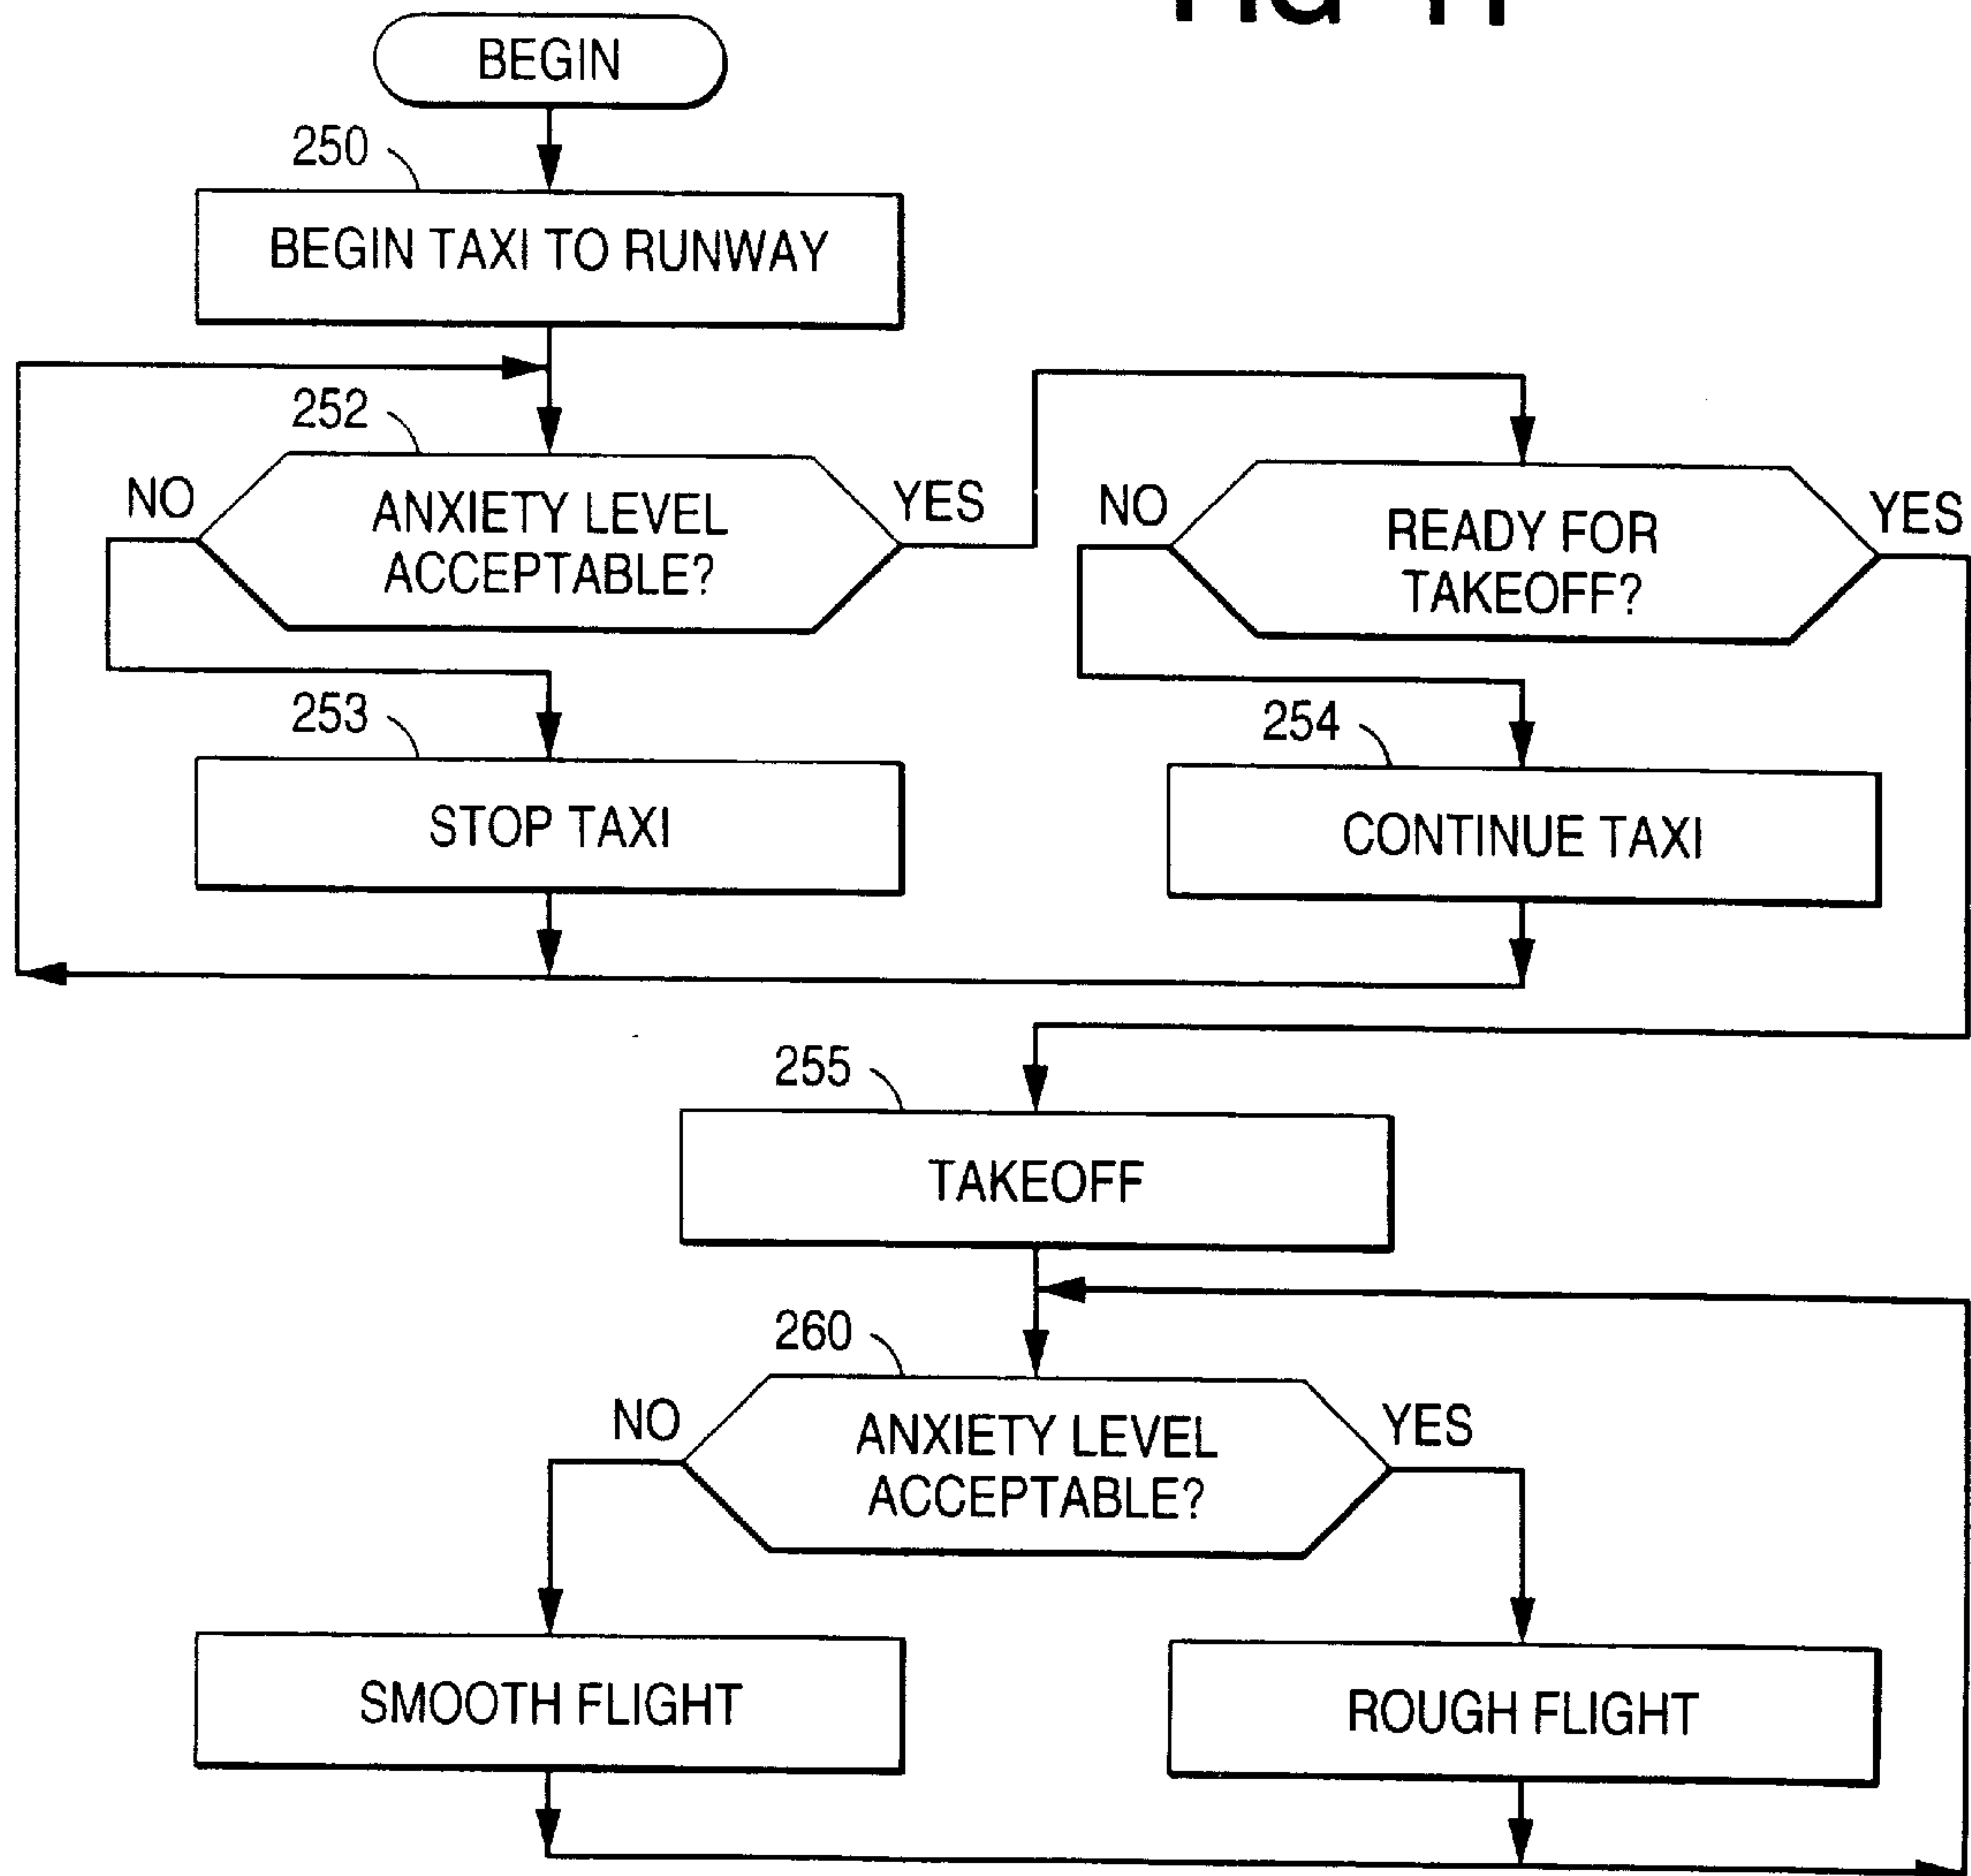 BEGIN
250
BEGIN TAXI TO RUNWAY
252
NO
ANXIETY LEVEL
ACCEPTABLE?
YES
NO
READY FOR
TAKEOFF?
YES
253
STOP TAXI
254
CONTINUE TAXI
255
TAKEOFF
260
NO
ANXIETY LEVEL
ACCEPTABLE?
YES
SMOOTH FLIGHT
ROUGH FLIGHT